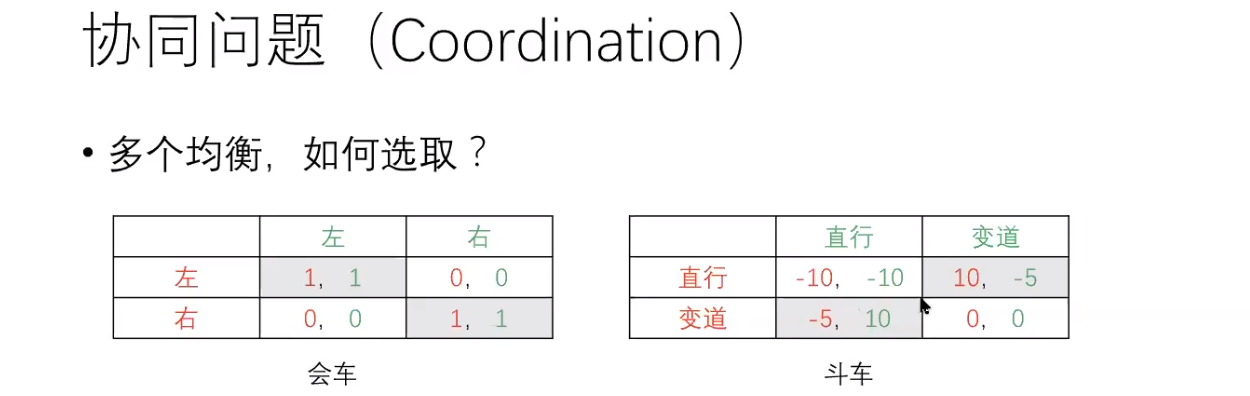 协同问题（Coordination）
• 多个均衡，如何选取？
左 右
左 1, 1 0, 0
右 0, 0 1, 1
会车
直行 变道
直行 -10, -10 10, -5
变道 -5, 10 0, 0
斗车